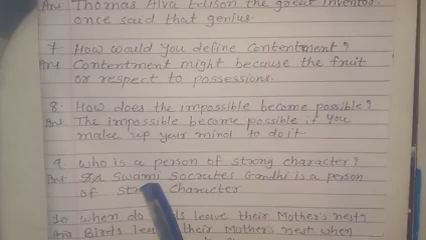 Ans Thomas Alva Edison the great inventor
once said that genius.
7. How would you define contentment?
Ans Contentment might because the fruit
or respect to possessions.
8. How does the impossible become possible?
Ans The impossible become possible if you
make up your mind to do it
9. who is a person of strong character?
Ans Swami Socrates Gandhi is a person
of Character
10 when do leave their Mother's nest?
Ans Birds their Mother's nest when